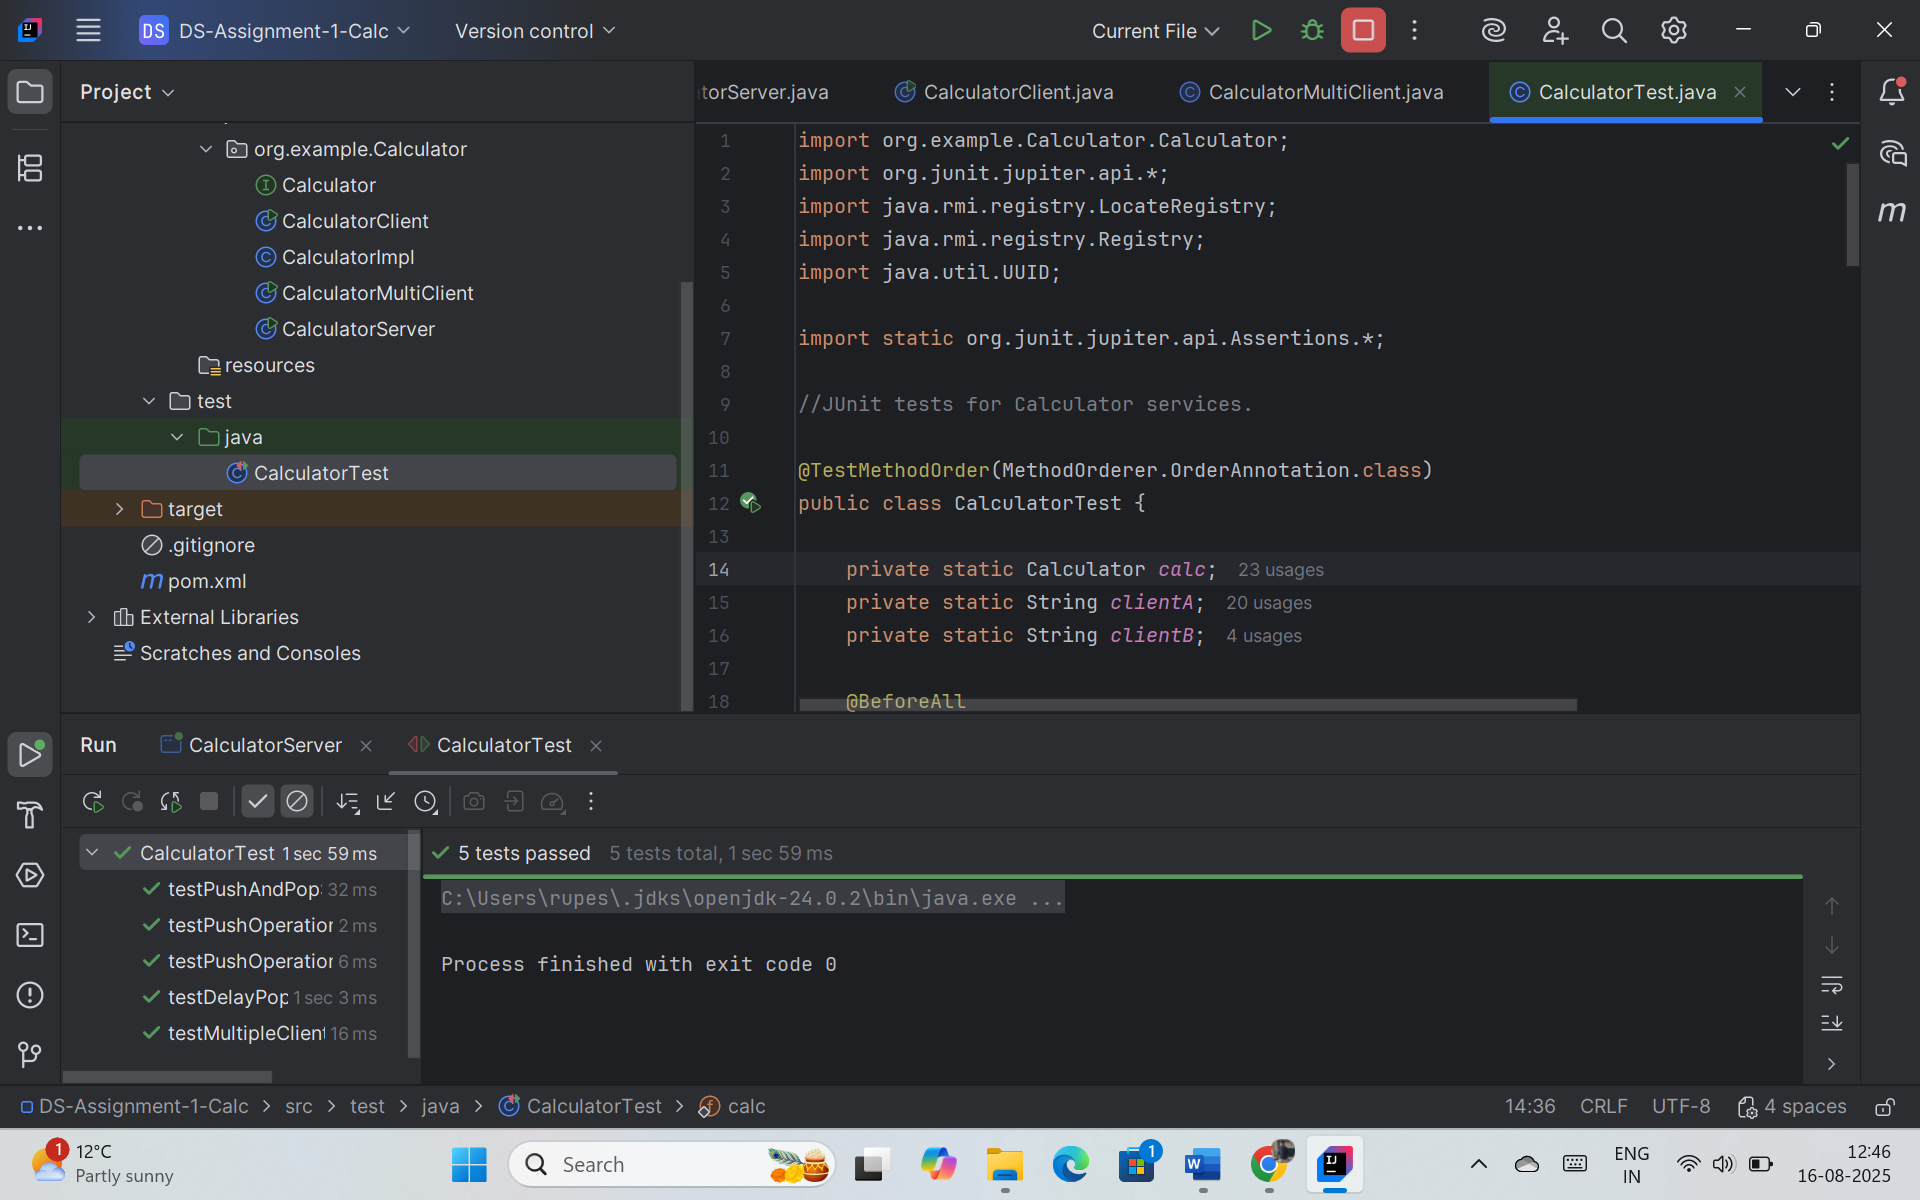 DS DS-Assignment-1-Calc Version control Current File
Project
torServer.java CalculatorClient.java CalculatorMultiClient.java CalculatorTest.java
org.example.Calculator
Calculator
CalculatorClient
CalculatorImpl
CalculatorMultiClient
CalculatorServer
resources
test
java
CalculatorTest
target
.gitignore
pom.xml
External Libraries
Scratches and Consoles
1 import org.example.Calculator.Calculator;
2 import org.junit.jupiter.api.*;
3 import java.rmi.registry.LocateRegistry;
4 import java.rmi.registry.Registry;
5 import java.util.UUID;
6
7 import static org.junit.jupiter.api.Assertions.*;
8
9 //JUnit tests for Calculator services.
10
11 @TestMethodOrder(MethodOrderer.OrderAnnotation.class)
12 public class CalculatorTest {
13
14 private static Calculator calc; 23 usages
15 private static String clientA; 20 usages
16 private static String clientB; 4 usages
17
18 @BeforeAll
Run CalculatorServer CalculatorTest
CalculatorTest 1 sec 59 ms
testPushAndPop 32 ms
testPushOperation 2 ms
testPushOperation 6 ms
testDelayPop 1 sec 3 ms
testMultipleClient 16 ms
5 tests passed 5 tests total, 1 sec 59 ms
C:\Users\rupes\.jdks\openjdk-24.0.2\bin\java.exe ...
Process finished with exit code 0
DS-Assignment-1-Calc > src > test > java > CalculatorTest > calc
14:36 CRLF UTF-8 4 spaces
1
12°C
Partly sunny
Search
1
ENG
IN
12:46
16-08-2025